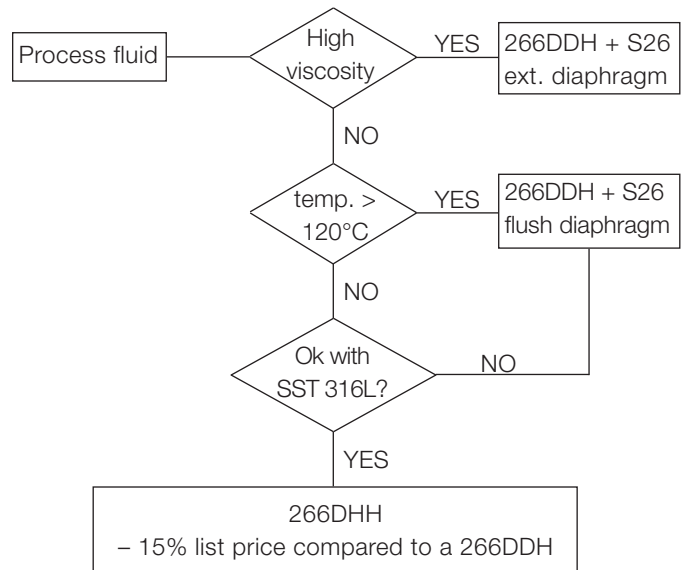 Process fluid
High
viscosity
YES
266DDH + S26
ext. diaphragm
NO
temp. >
120°C
YES
266DDH + S26
flush diaphragm
NO
Ok with
SST 316L?
NO
YES
266DHH
– 15% list price compared to a 266DDH